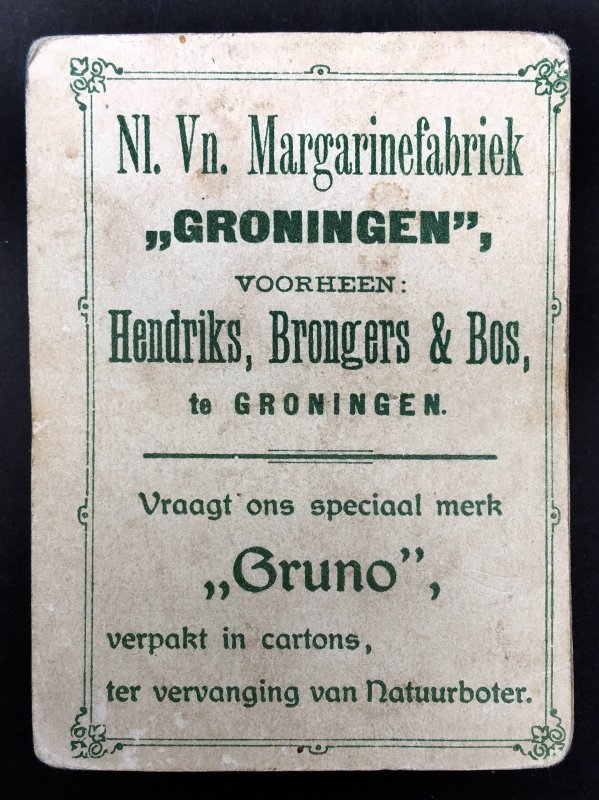 Nl. Vn. Margarinefabriek
„GRONINGEN”,
VOORHEEN:
Hendriks, Brongers & Bos,
te GRONINGEN.
Vraagt ons speciaal merk
„Gruno”,
verpakt in cartons,
ter vervanging van Natuurboter.